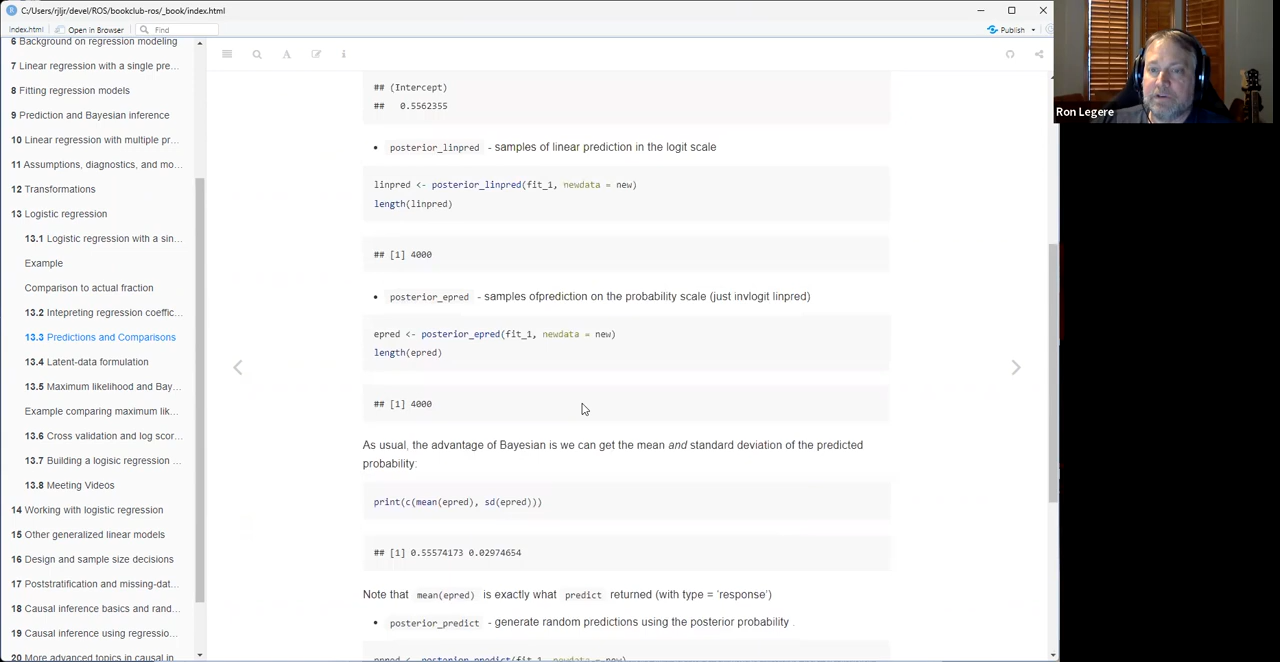 C:/Users/rjljr/devel/ROS/bookclub-ros/_book/index.html
index.html
Open in Browser
Find
Publish
6 Background on regression modeling
7 Linear regression with a single pre...
8 Fitting regression models
9 Prediction and Bayesian inference
10 Linear regression with multiple pr...
11 Assumptions, diagnostics, and mo...
12 Transformations
13 Logistic regression
13.1 Logistic regression with a sin...
Example
Comparison to actual fraction
13.2 Intepreting regression coeffic...
13.3 Predictions and Comparisons
13.4 Latent-data formulation
13.5 Maximum likelihood and Bay...
Example comparing maximum lik...
13.6 Cross validation and log scor...
13.7 Building a logisic regression ...
13.8 Meeting Videos
14 Working with logistic regression
15 Other generalized linear models
16 Design and sample size decisions
17 Poststratification and missing-dat...
18 Causal inference basics and rand...
19 Causal inference using regressio...
20 More advanced topics in causal in
## (Intercept)
## 0.5562355
• posterior_linpred - samples of linear prediction in the logit scale
linpred <- posterior_linpred(fit_1, newdata = new)
length(linpred)
## [1] 4000
• posterior_epred - samples ofprediction on the probability scale (just invlogit linpred)
epred <- posterior_epred(fit_1, newdata = new)
length(epred)
## [1] 4000
As usual, the advantage of Bayesian is we can get the mean and standard deviation of the predicted
probability:
print(c(mean(epred), sd(epred)))
## [1] 0.55574173 0.02974654
Note that mean(epred) is exactly what predict returned (with type = 'response')
• posterior_predict - generate random predictions using the posterior probability .
ppred <- posterior_predict(fit_1, newdata = new)
Ron Legere